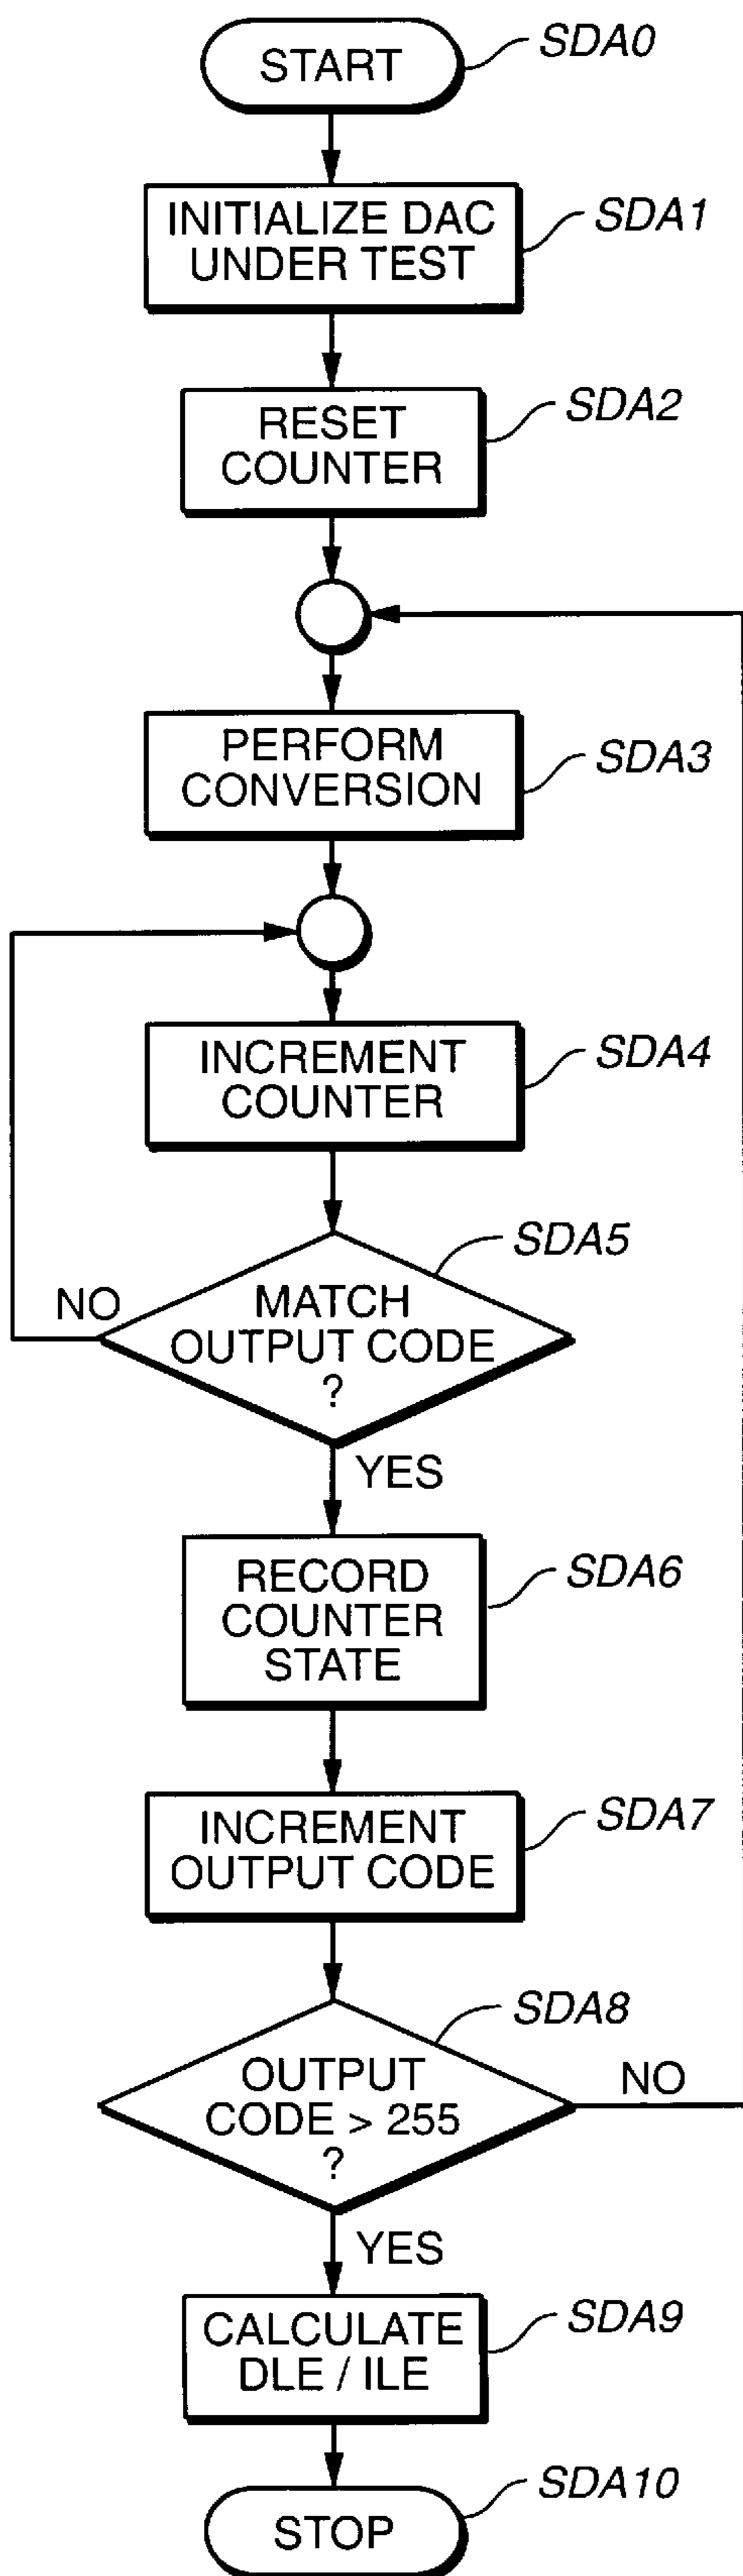 START
SDA0
INITIALIZE DAC
UNDER TEST
SDA1
RESET
COUNTER
SDA2
PERFORM
CONVERSION
SDA3
INCREMENT
COUNTER
SDA4
MATCH
OUTPUT CODE
?
SDA5
NO
YES
RECORD
COUNTER
STATE
SDA6
INCREMENT
OUTPUT CODE
SDA7
OUTPUT
CODE > 255
?
SDA8
NO
YES
CALCULATE
DLE / ILE
SDA9
STOP
SDA10